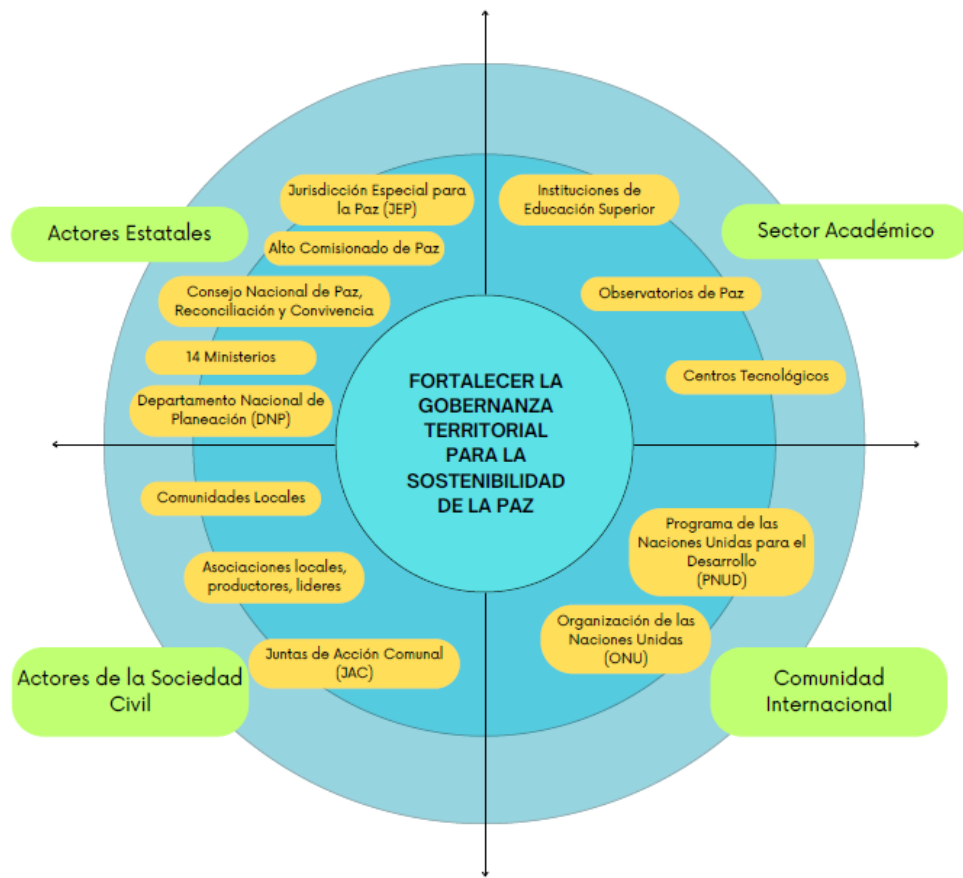 Jurisdicción Especial para
la Paz (JEP)
Instituciones de
Educación Superior
Actores Estatales
Sector Académico
Alto Comisionado de Paz
Consejo Nacional de Paz,
Reconciliación y Convivencia
Observatorios de Paz
14 Ministerios
Centros Tecnológicos
Departamento Nacional de
Planeación (DNP)
FORTALECER LA
GOBERNANZA
TERRITORIAL
PARA LA
SOSTENIBILIDAD
DE LA PAZ
Comunidades Locales
Programa de las
Naciones Unidas para el
Desarrollo
(PNUD)
Asociaciones locales,
productores, lideres
Organización de las
Naciones Unidas
(ONU)
Juntas de Acción Comunal
(JAC)
Actores de la Sociedad
Civil
Comunidad
Internacional